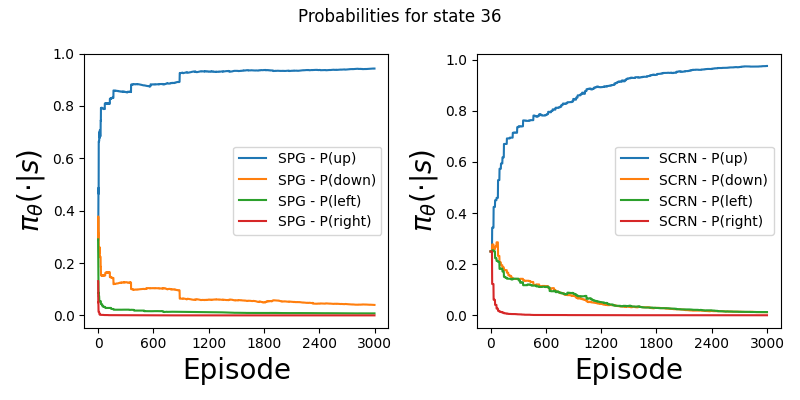 Probabilities for state 36
1.0
0.8
0.6
0.4
0.2
0.0
π_θ(·|s)
SPG - P(up)
SPG - P(down)
SPG - P(left)
SPG - P(right)
0 600 1200 1800 2400 3000
Episode
1.0
0.8
0.6
0.4
0.2
0.0
π_θ(·|s)
SCRN - P(up)
SCRN - P(down)
SCRN - P(left)
SCRN - P(right)
0 600 1200 1800 2400 3000
Episode